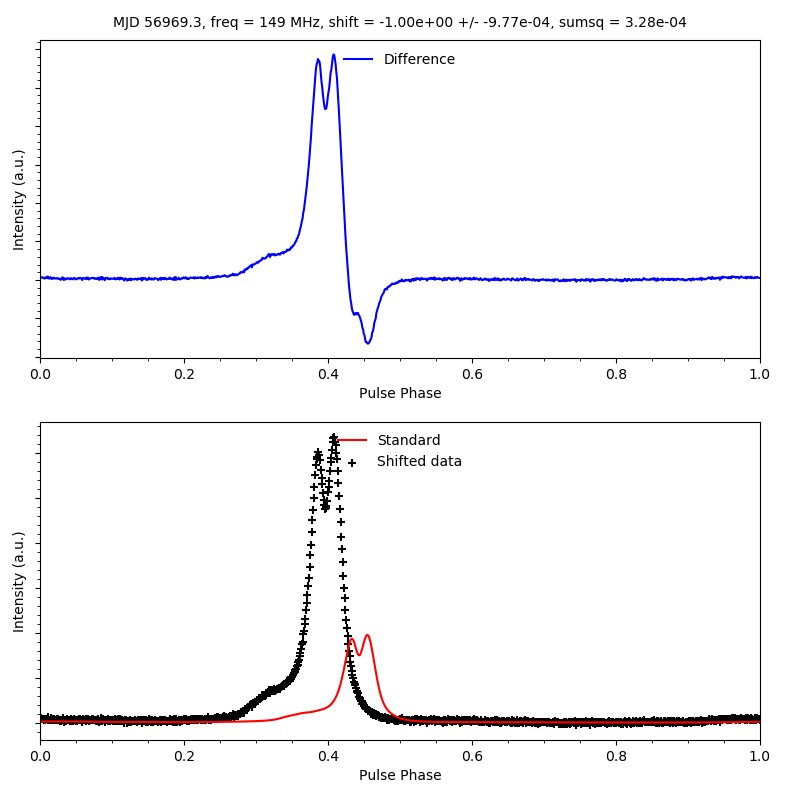 MJD 56969.3, freq = 149 MHz, shift = -1.00e+00 +/- -9.77e-04, sumsq = 3.28e-04
Difference
Intensity (a.u.)
0.0 0.2 0.4 0.6 0.8 1.0
Pulse Phase
Standard
Shifted data
Intensity (a.u.)
0.0 0.2 0.4 0.6 0.8 1.0
Pulse Phase